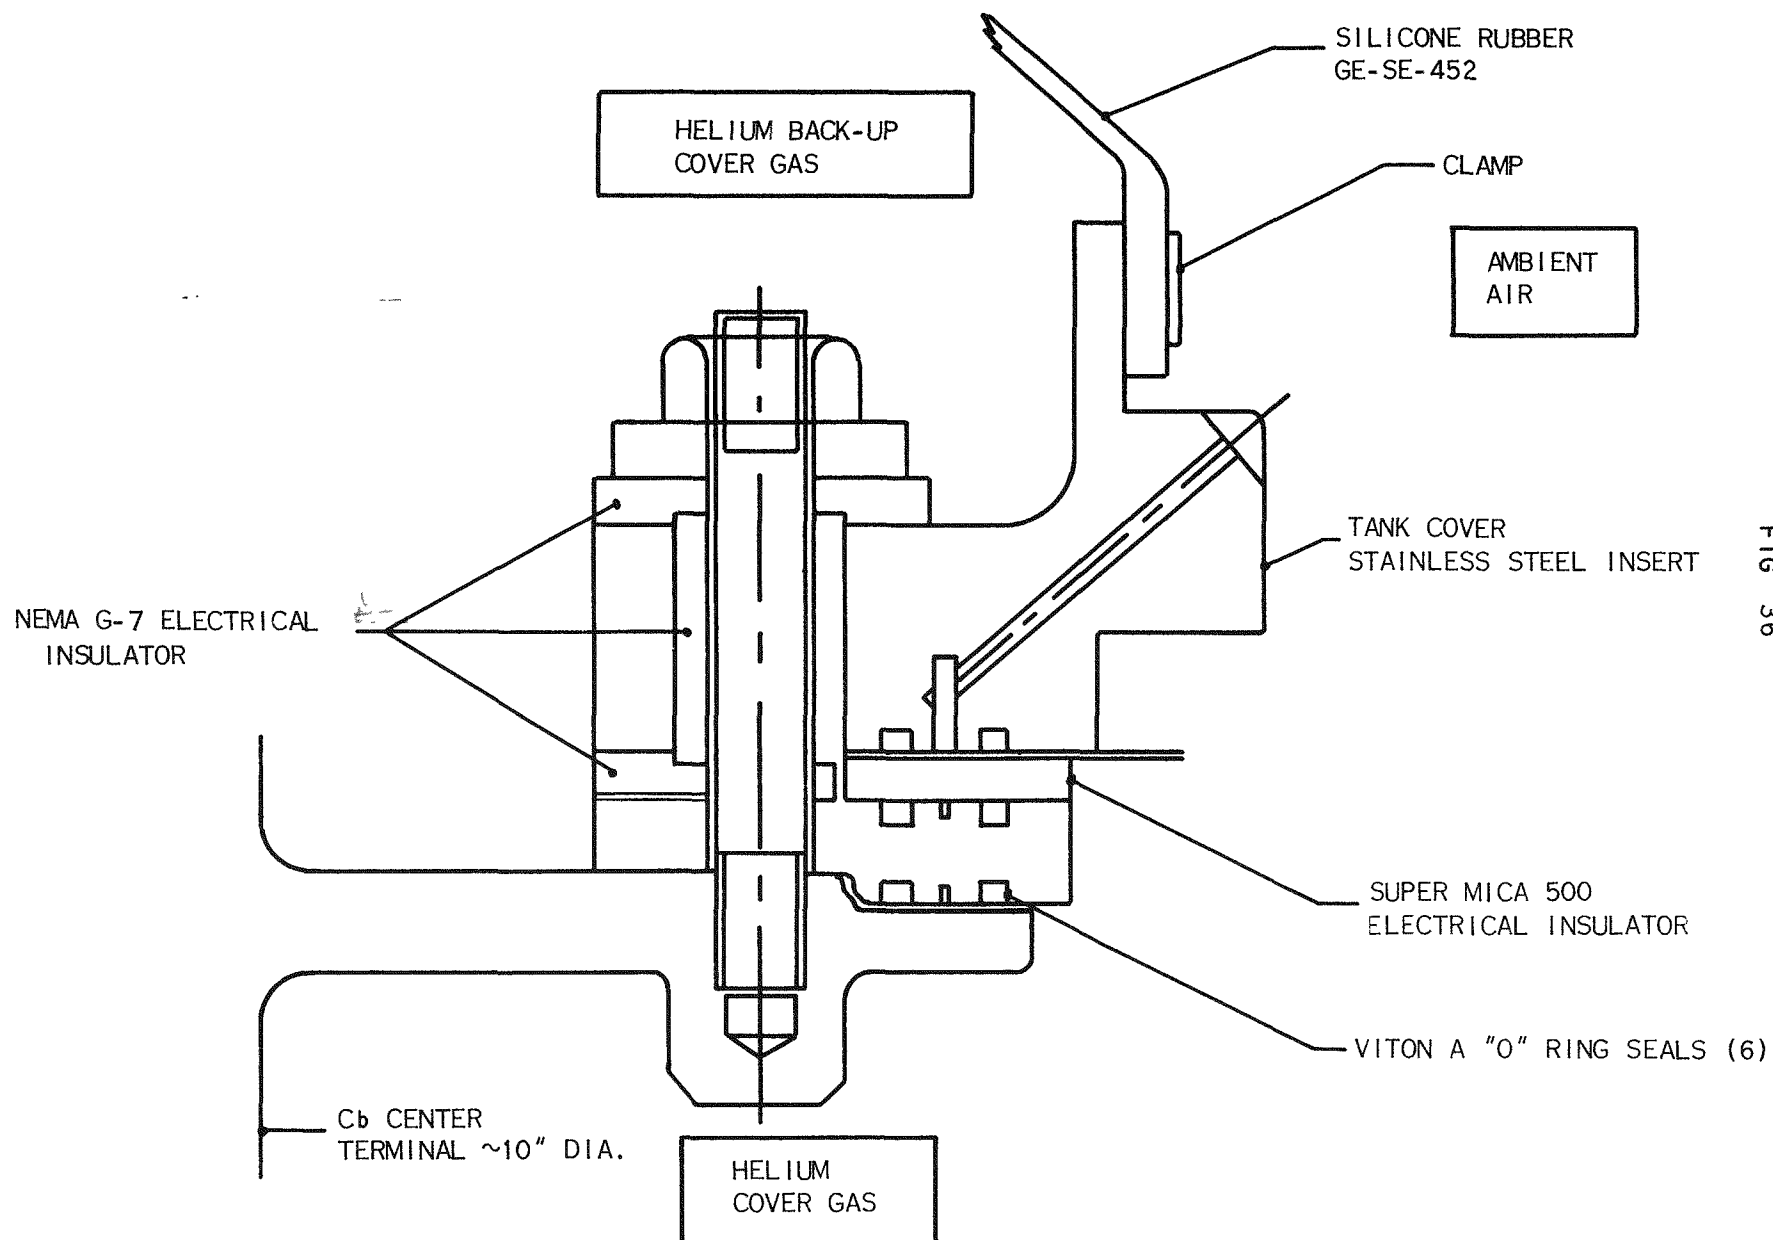 SILICONE RUBBER
GE-SE-452
HELIUM BACK-UP
COVER GAS
CLAMP
AMBIENT
AIR
TANK COVER
STAINLESS STEEL INSERT
FIG 36
NEMA G-7 ELECTRICAL
INSULATOR
SUPER MICA 500
ELECTRICAL INSULATOR
VITON A "O" RING SEALS (6)
Cb CENTER
TERMINAL ~10" DIA.
HELIUM
COVER GAS